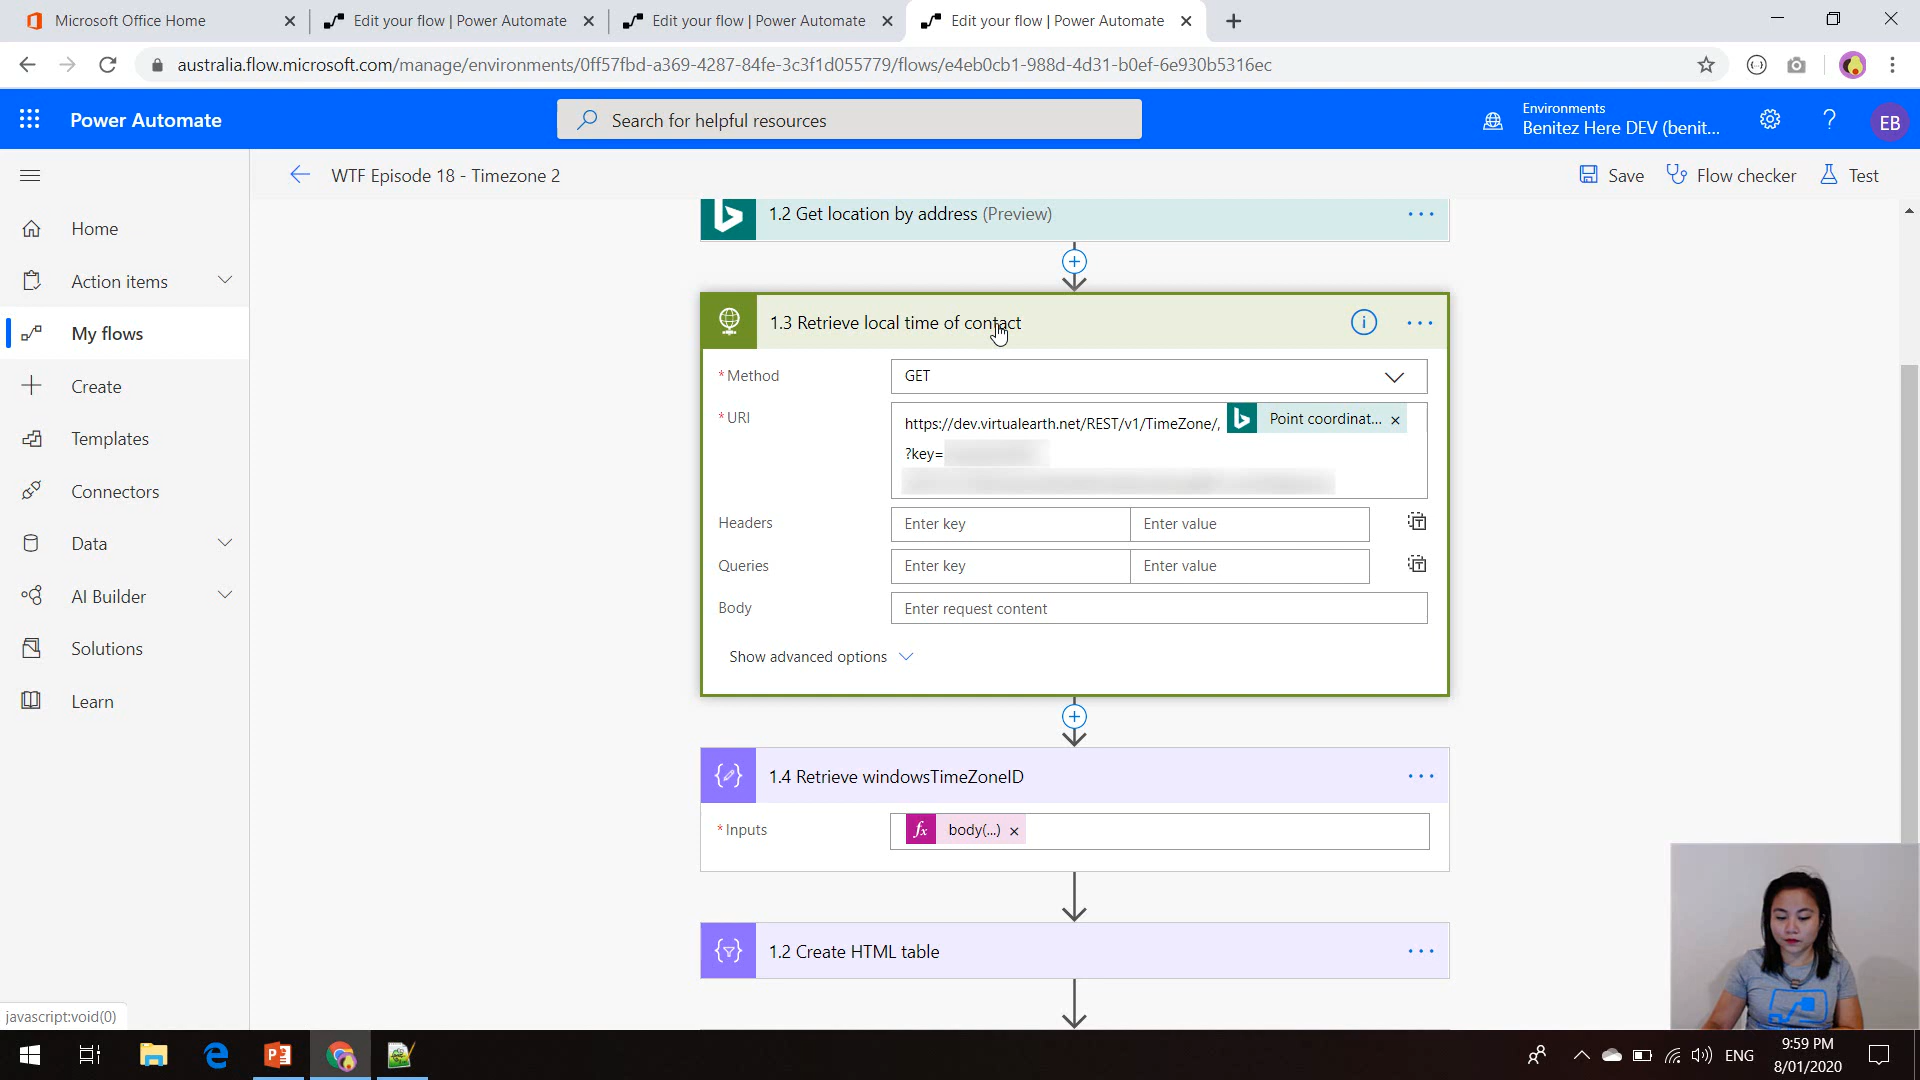 Microsoft Office Home
Edit your flow | Power Automate
Edit your flow | Power Automate
Edit your flow | Power Automate
australia.flow.microsoft.com/manage/environments/0ff57fbd-a369-4287-84fe-3c3f1d055779/flows/e4eb0cb1-988d-4d31-b0ef-6e930b5316ec
Power Automate
Search for helpful resources
Environments
Benitez Here DEV (benit...
EB
WTF Episode 18 - Timezone 2
Save
Flow checker
Test
Home
Action items
My flows
Create
Templates
Connectors
Data
AI Builder
Solutions
Learn
1.2 Get location by address (Preview)
1.3 Retrieve local time of contact
* Method
GET
* URI
https://dev.virtualearth.net/REST/v1/TimeZone/, Point coordinat... ×
?key=
Headers
Enter key
Enter value
Queries
Enter key
Enter value
Body
Enter request content
Show advanced options
1.4 Retrieve windowsTimeZoneID
* Inputs
fx body(...) ×
1.2 Create HTML table
javascript:void(0)
ENG
9:59 PM
8/01/2020